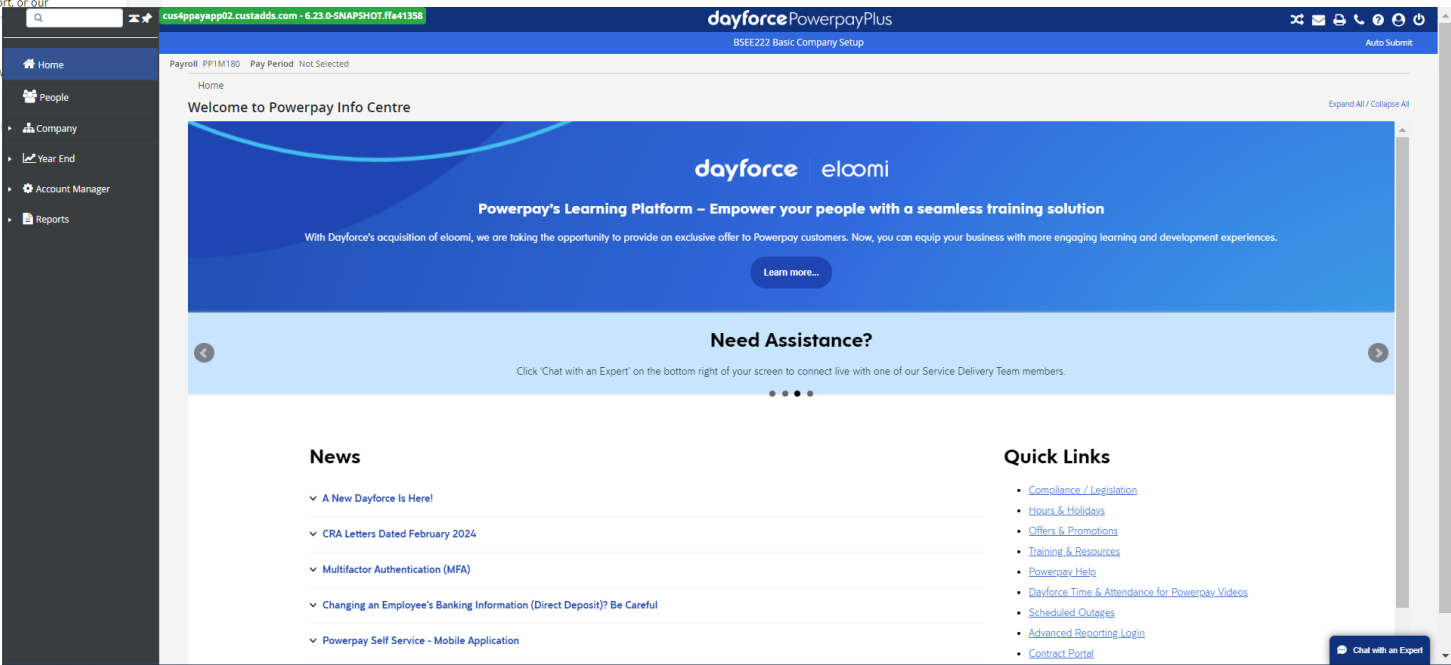 ort, or our
cus4ppayapp02.custadds.com - 6.23.0-SNAPSHOT.ffa41358
dayforce PowerpayPlus
BSEE222 Basic Company Setup
Auto Submit
Home
People
Company
Year End
Account Manager
Reports
Payroll PP1M180 Pay Period Not Selected
Home
Welcome to Powerpay Info Centre
Expand All / Collapse All
dayforce | eloomi
Powerpay's Learning Platform – Empower your people with a seamless training solution
With Dayforce's acquisition of eloomi, we are taking the opportunity to provide an exclusive offer to Powerpay customers. Now, you can equip your business with more engaging learning and development experiences.
Learn more...
Need Assistance?
Click 'Chat with an Expert' on the bottom right of your screen to connect live with one of our Service Delivery Team members.
News
A New Dayforce Is Here!
CRA Letters Dated February 2024
Multifactor Authentication (MFA)
Changing an Employee's Banking Information (Direct Deposit)? Be Careful
Powerpay Self Service - Mobile Application
Quick Links
Compliance / Legislation
Hours & Holidays
Offers & Promotions
Training & Resources
Powerpay Help
Dayforce Time & Attendance for Powerpay Videos
Scheduled Outages
Advanced Reporting Login
Contract Portal
Chat with an Expert